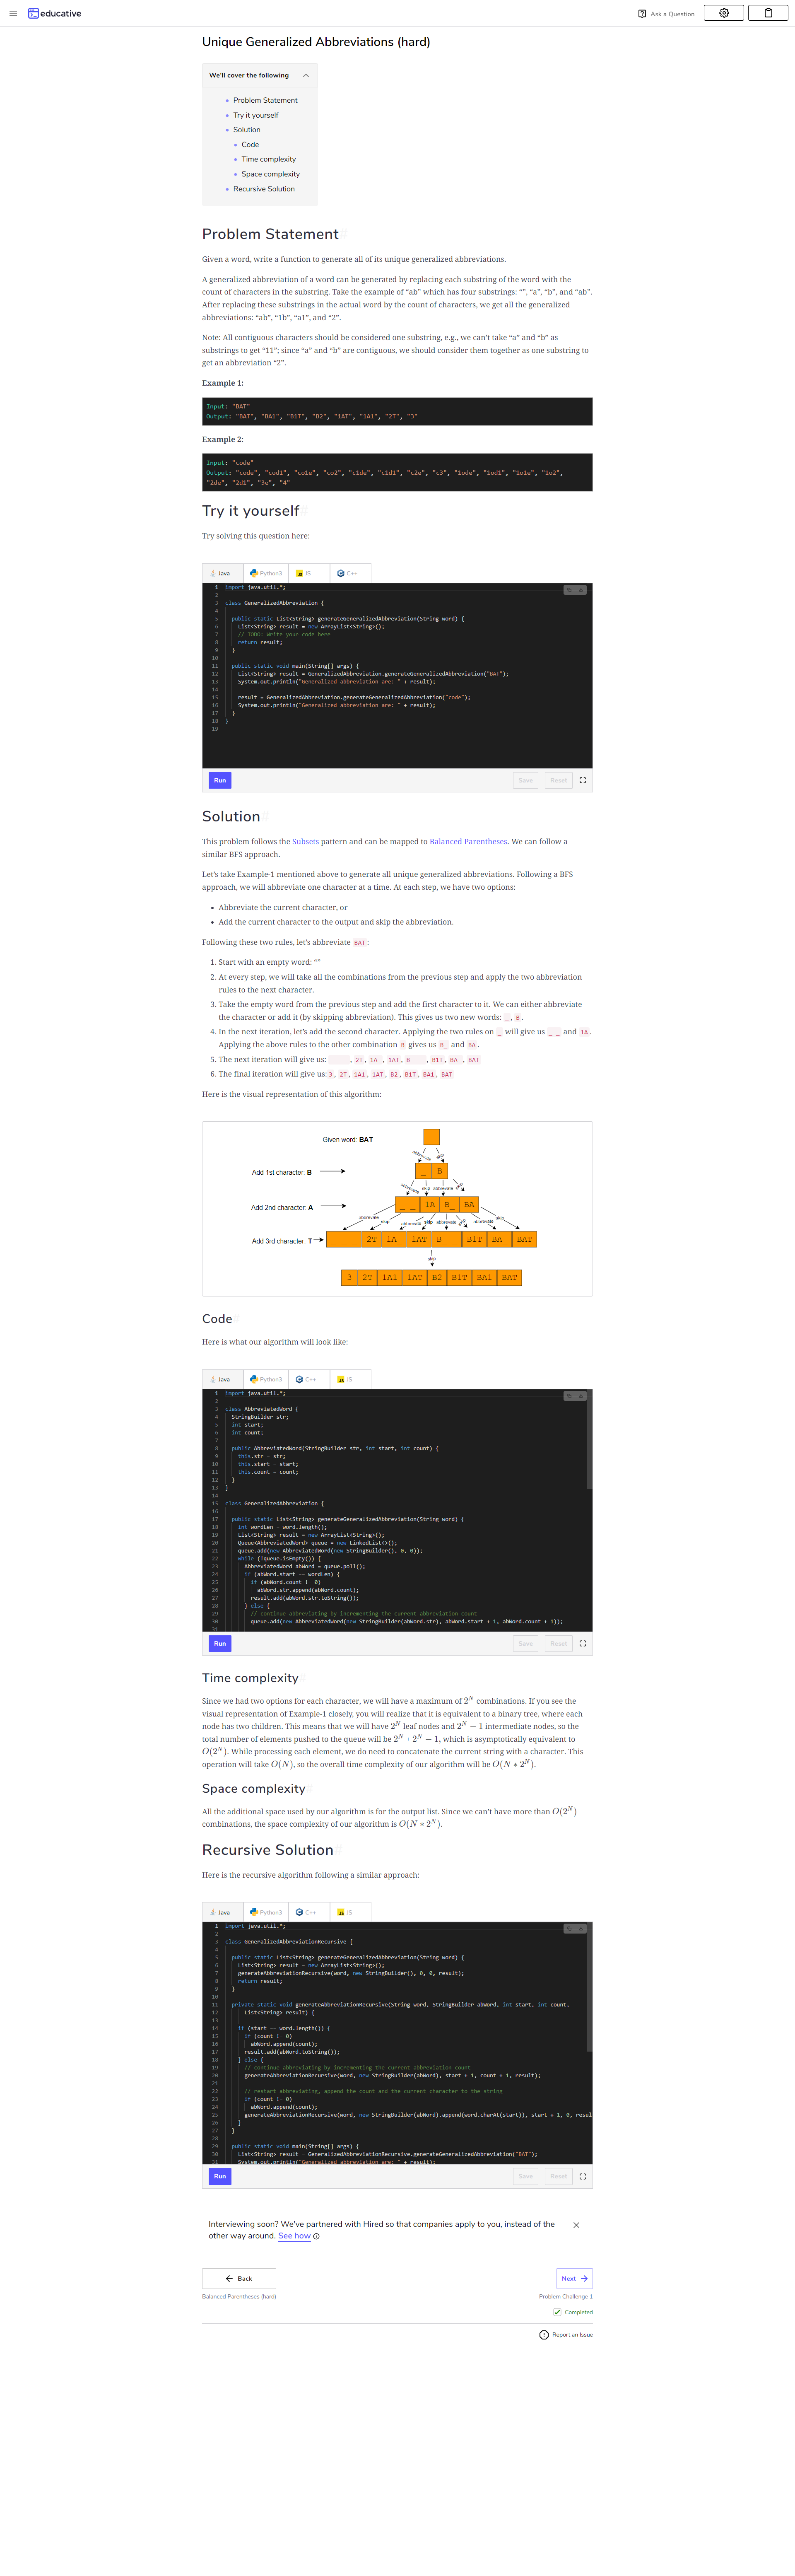 educative
Ask a Question
Unique Generalized Abbreviations (hard)
We'll cover the following
Problem Statement
Try it yourself
Solution
Code
Time complexity
Space complexity
Recursive Solution
Problem Statement
Given a word, write a function to generate all of its unique generalized abbreviations.
A generalized abbreviation of a word can be generated by replacing each substring of the word with the
count of characters in the substring. Take the example of “ab” which has four substrings: “”, “a”, “b”, and “ab”.
After replacing these substrings in the actual word by the count of characters, we get all the generalized
abbreviations: “ab”, “1b”, “a1”, and “2”.
Note: All contiguous characters should be considered one substring, e.g., we can’t take “a” and “b” as
substrings to get “11”; since “a” and “b” are contiguous, we should consider them together as one substring to
get an abbreviation “2”.
Example 1:
Input: "BAT"
Output: "BAT", "BA1", "B1T", "B2", "1AT", "1A1", "2T", "3"
Example 2:
Input: "code"
Output: "code", "cod1", "co1e", "co2", "c1de", "c1d1", "c2e", "c3", "1ode", "1od1", "1o1e", "1o2",
"2de", "2d1", "3e", "4"
Try it yourself
Try solving this question here:
Java Python3 JS C++
1 import java.util.*;
2
3 class GeneralizedAbbreviation {
4
5 public static List<String> generateGeneralizedAbbreviation(String word) {
6 List<String> result = new ArrayList<String>();
7 // TODO: Write your code here
8 return result;
9 }
10
11 public static void main(String[] args) {
12 List<String> result = GeneralizedAbbreviation.generateGeneralizedAbbreviation("BAT");
13 System.out.println("Generalized abbreviation are: " + result);
14
15 result = GeneralizedAbbreviation.generateGeneralizedAbbreviation("code");
16 System.out.println("Generalized abbreviation are: " + result);
17 }
18 }
19
Run Save Reset
Solution
This problem follows the Subsets pattern and can be mapped to Balanced Parentheses. We can follow a
similar BFS approach.
Let’s take Example-1 mentioned above to generate all unique generalized abbreviations. Following a BFS
approach, we will abbreviate one character at a time. At each step, we have two options:
• Abbreviate the current character, or
• Add the current character to the output and skip the abbreviation.
Following these two rules, let’s abbreviate BAT:
1. Start with an empty word: “”
2. At every step, we will take all the combinations from the previous step and apply the two abbreviation
rules to the next character.
3. Take the empty word from the previous step and add the first character to it. We can either abbreviate
the character or add it (by skipping abbreviation). This gives us two new words: _, B.
4. In the next iteration, let’s add the second character. Applying the two rules on _ will give us _ _ and 1A.
Applying the above rules to the other combination B gives us B_ and BA.
5. The next iteration will give us: _ _ _, 2T, 1A_, 1AT, B _ _, B1T, BA_, BAT
6. The final iteration will give us: 3, 2T, 1A1, 1AT, B2, B1T, BA1, BAT
Here is the visual representation of this algorithm:
Given word: BAT
abbreviate skip
Add 1st character: B
_ B
abbreviate skip abbreviate skip
Add 2nd character: A
_ _ 1A B_ BA
abbreviate skip abbreviate skip abbreviate skip abbreviate skip
Add 3rd character: T
_ _ _ 2T 1A_ 1AT B_ _ B1T BA_ BAT
skip
3 2T 1A1 1AT B2 B1T BA1 BAT
Code
Here is what our algorithm will look like:
Java Python3 C++ JS
1 import java.util.*;
2
3 class AbbreviatedWord {
4 StringBuilder str;
5 int start;
6 int count;
7
8 public AbbreviatedWord(StringBuilder str, int start, int count) {
9 this.str = str;
10 this.start = start;
11 this.count = count;
12 }
13 }
14
15 class GeneralizedAbbreviation {
16
17 public static List<String> generateGeneralizedAbbreviation(String word) {
18 int wordLen = word.length();
19 List<String> result = new ArrayList<String>();
20 Queue<AbbreviatedWord> queue = new LinkedList<>();
21 queue.add(new AbbreviatedWord(new StringBuilder(), 0, 0));
22 while (!queue.isEmpty()) {
23 AbbreviatedWord abWord = queue.poll();
24 if (abWord.start == wordLen) {
25 if (abWord.count != 0)
26 abWord.str.append(abWord.count);
27 result.add(abWord.str.toString());
28 } else {
29 // continue abbreviating by incrementing the current abbreviation count
30 queue.add(new AbbreviatedWord(new StringBuilder(abWord.str), abWord.start + 1, abWord.count + 1));
31
Run Save Reset
Time complexity
Since we had two options for each character, we will have a maximum of 2^N combinations. If you see the
visual representation of Example-1 closely, you will realize that it is equivalent to a binary tree, where each
node has two children. This means that we will have 2^N leaf nodes and 2^N − 1 intermediate nodes, so the
total number of elements pushed to the queue will be 2^N + 2^N − 1, which is asymptotically equivalent to
O(2^N). While processing each element, we do need to concatenate the current string with a character. This
operation will take O(N), so the overall time complexity of our algorithm will be O(N ∗ 2^N).
Space complexity
All the additional space used by our algorithm is for the output list. Since we can’t have more than O(2^N)
combinations, the space complexity of our algorithm is O(N ∗ 2^N).
Recursive Solution
Here is the recursive algorithm following a similar approach:
Java Python3 C++ JS
1 import java.util.*;
2
3 class GeneralizedAbbreviationRecursive {
4
5 public static List<String> generateGeneralizedAbbreviation(String word) {
6 List<String> result = new ArrayList<String>();
7 generateAbbreviationRecursive(word, new StringBuilder(), 0, 0, result);
8 return result;
9 }
10
11 private static void generateAbbreviationRecursive(String word, StringBuilder abWord, int start, int count,
12 List<String> result) {
13
14 if (start == word.length()) {
15 if (count != 0)
16 abWord.append(count);
17 result.add(abWord.toString());
18 } else {
19 // continue abbreviating by incrementing the current abbreviation count
20 generateAbbreviationRecursive(word, new StringBuilder(abWord), start + 1, count + 1, result);
21
22 // restart abbreviating, append the count and the current character to the string
23 if (count != 0)
24 abWord.append(count);
25 generateAbbreviationRecursive(word, new StringBuilder(abWord).append(word.charAt(start)), start + 1, 0, resul
26 }
27 }
28
29 public static void main(String[] args) {
30 List<String> result = GeneralizedAbbreviationRecursive.generateGeneralizedAbbreviation("BAT");
31 System.out.println("Generalized abbreviation are: " + result);
Run Save Reset
Interviewing soon? We've partnered with Hired so that companies apply to you, instead of the
other way around. See how
Back Next
Balanced Parentheses (hard) Problem Challenge 1
Completed
Report an Issue